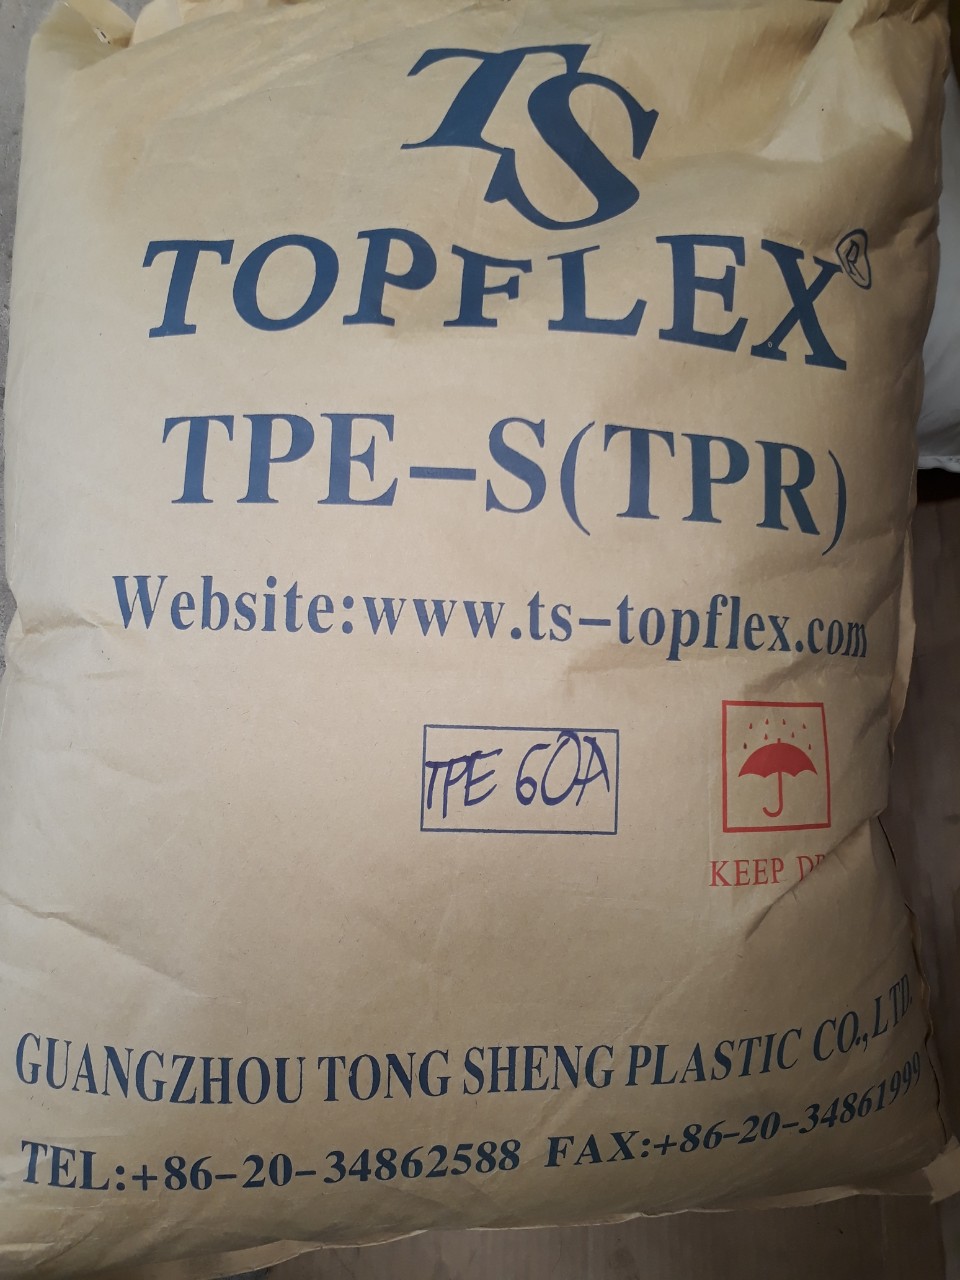 TS
TOPFLEX®
TPE-S(TPR)
Website:www.ts-topflex.com
TPE 60A
KEEP
GUANGZHOU TONG SHENG PLASTIC CO.,LTD.
TEL:+86-20-34862588 FAX:+86-20-34861999